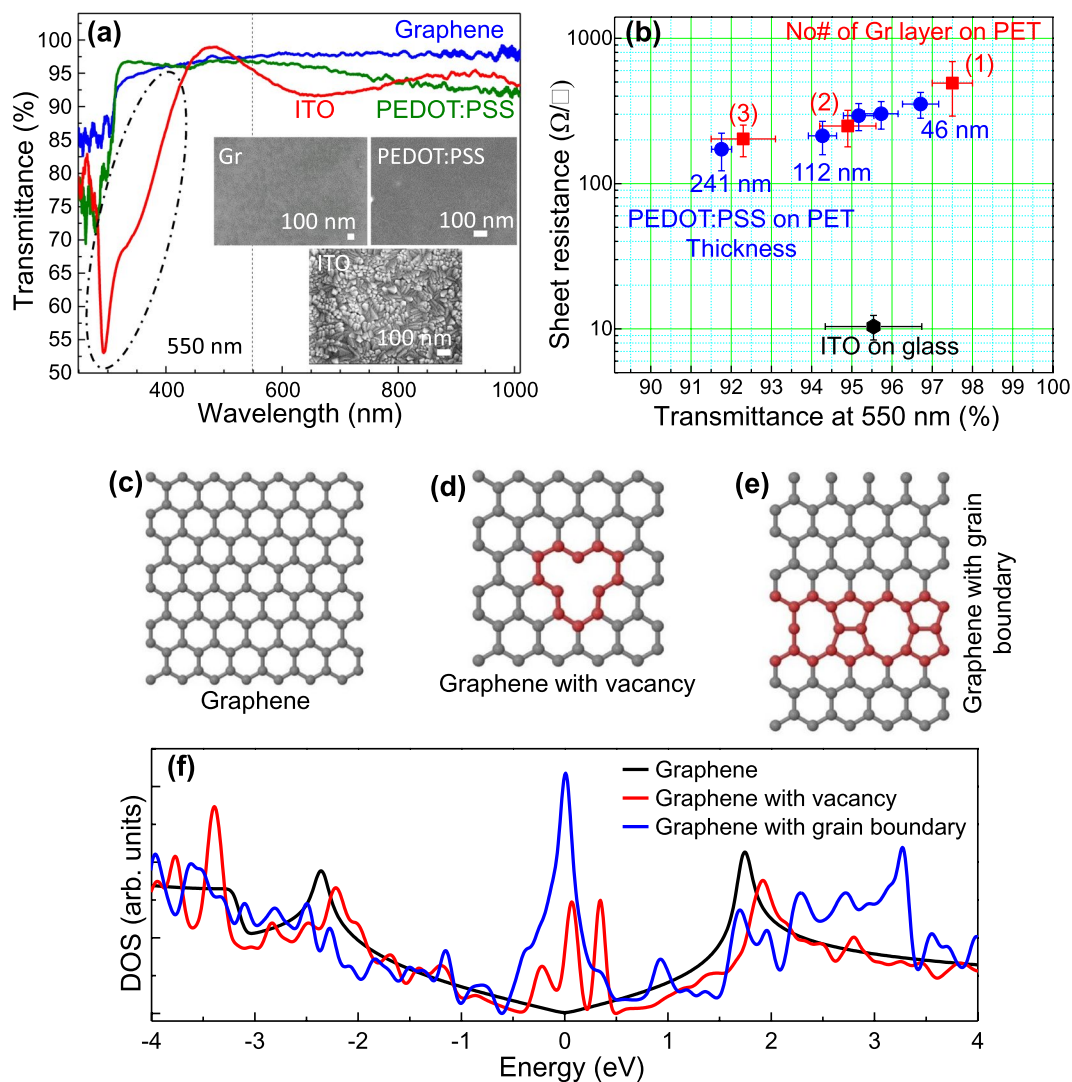 (a)
Graphene
ITO
PEDOT:PSS
Gr
100 nm
PEDOT:PSS
100 nm
ITO
100 nm
550 nm
100
95
90
85
80
75
70
65
60
55
50
Transmittance (%)
200
400
600
800
1000
Wavelength (nm)
(b)
No# of Gr layer on PET
(1)
(2)
(3)
46 nm
112 nm
241 nm
PEDOT:PSS on PET
Thickness
ITO on glass
1000
100
10
Sheet resistance (Ω/□)
90 91 92 93 94 95 96 97 98 99 100
Transmittance at 550 nm (%)
(c)
Graphene
(d)
Graphene with vacancy
(e)
Graphene with grain
boundary
(f)
Graphene
Graphene with vacancy
Graphene with grain boundary
DOS (arb. units)
-4 -3 -2 -1 0 1 2 3 4
Energy (eV)